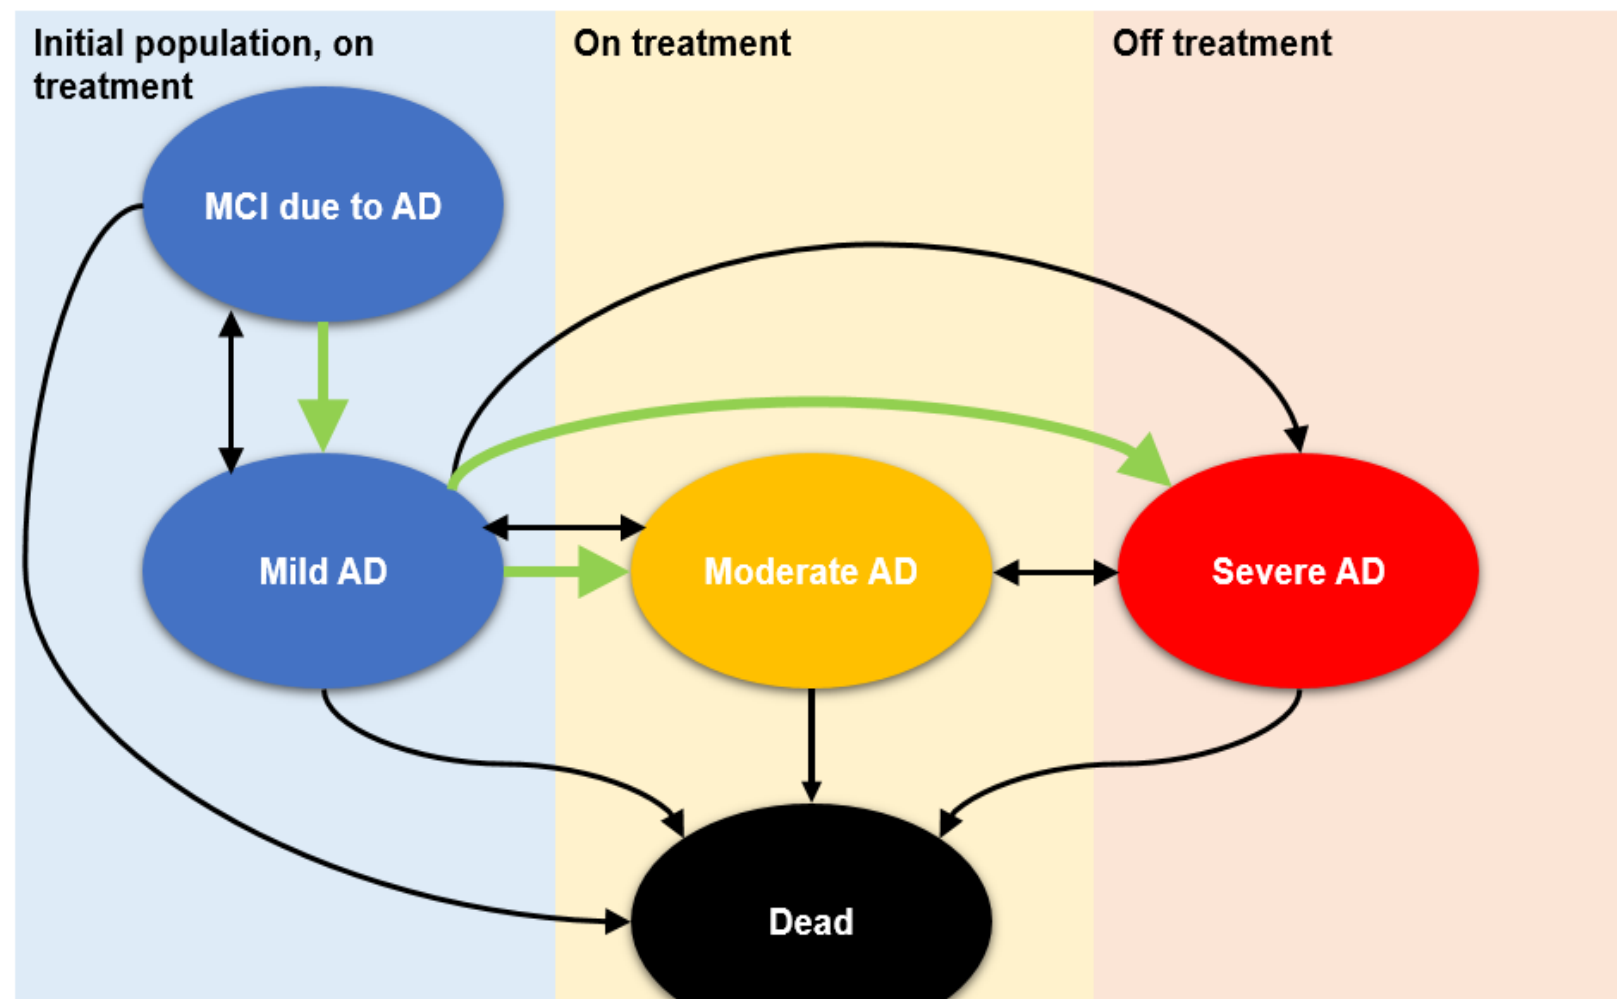 Initial population, on
treatment
On treatment
Off treatment
MCI due to AD
Mild AD
Moderate AD
Severe AD
Dead